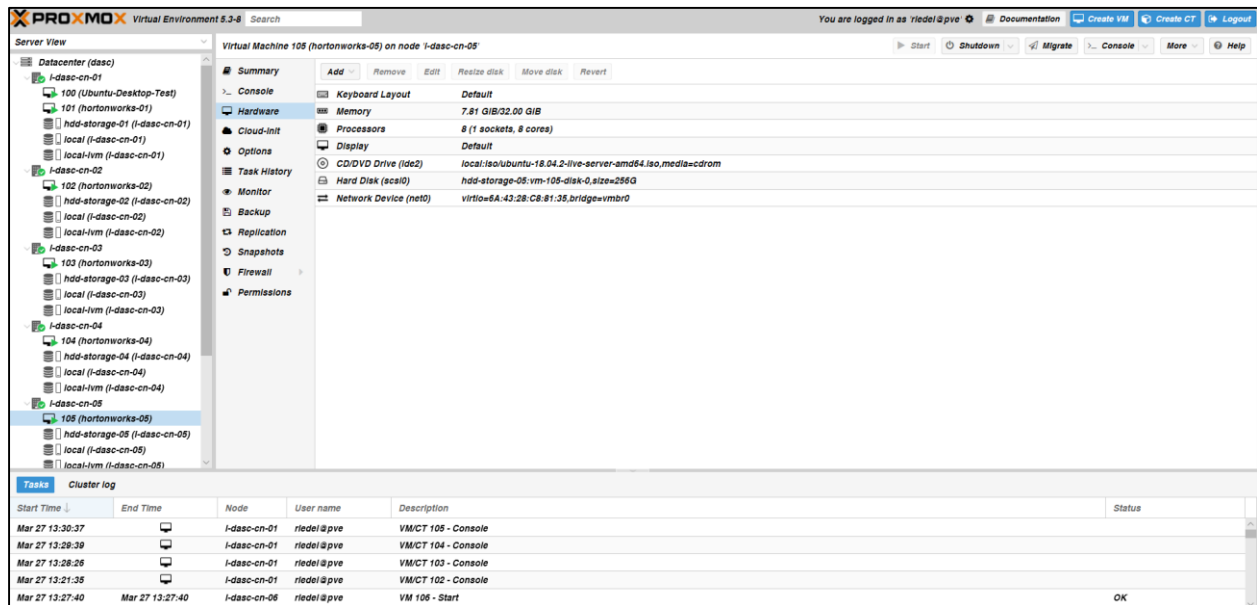 PROXMOX Virtual Environment 5.3-8 Search You are logged in as 'riedel@pve' Documentation Create VM Create CT Logout
Server View
Virtual Machine 105 (hortonworks-05) on node 'l-dasc-cn-05' Start Shutdown Migrate >_ Console More Help
Datacenter (dasc)
l-dasc-cn-01
100 (Ubuntu-Desktop-Test)
101 (hortonworks-01)
hdd-storage-01 (l-dasc-cn-01)
local (l-dasc-cn-01)
local-lvm (l-dasc-cn-01)
l-dasc-cn-02
102 (hortonworks-02)
hdd-storage-02 (l-dasc-cn-02)
local (l-dasc-cn-02)
local-lvm (l-dasc-cn-02)
l-dasc-cn-03
103 (hortonworks-03)
hdd-storage-03 (l-dasc-cn-03)
local (l-dasc-cn-03)
local-lvm (l-dasc-cn-03)
l-dasc-cn-04
104 (hortonworks-04)
hdd-storage-04 (l-dasc-cn-04)
local (l-dasc-cn-04)
local-lvm (l-dasc-cn-04)
l-dasc-cn-05
105 (hortonworks-05)
hdd-storage-05 (l-dasc-cn-05)
local (l-dasc-cn-05)
local-lvm (l-dasc-cn-05)
Summary
>_ Console
Hardware
Cloud-Init
Options
Task History
Monitor
Backup
Replication
Snapshots
Firewall
Permissions
Add Remove Edit Resize disk Move disk Revert
Keyboard Layout Default
Memory 7.81 GiB/32.00 GiB
Processors 8 (1 sockets, 8 cores)
Display Default
CD/DVD Drive (ide2) local:iso/ubuntu-18.04.2-live-server-amd64.iso,media=cdrom
Hard Disk (scsi0) hdd-storage-05:vm-105-disk-0,size=256G
Network Device (net0) virtio=6A:43:28:C8:81:35,bridge=vmbr0
Tasks Cluster log
Start Time ↓ End Time Node User name Description Status
Mar 27 13:30:37 l-dasc-cn-01 riedel@pve VM/CT 105 - Console
Mar 27 13:29:39 l-dasc-cn-01 riedel@pve VM/CT 104 - Console
Mar 27 13:28:26 l-dasc-cn-01 riedel@pve VM/CT 103 - Console
Mar 27 13:21:35 l-dasc-cn-01 riedel@pve VM/CT 102 - Console
Mar 27 13:27:40 Mar 27 13:27:40 l-dasc-cn-06 riedel@pve VM 106 - Start OK